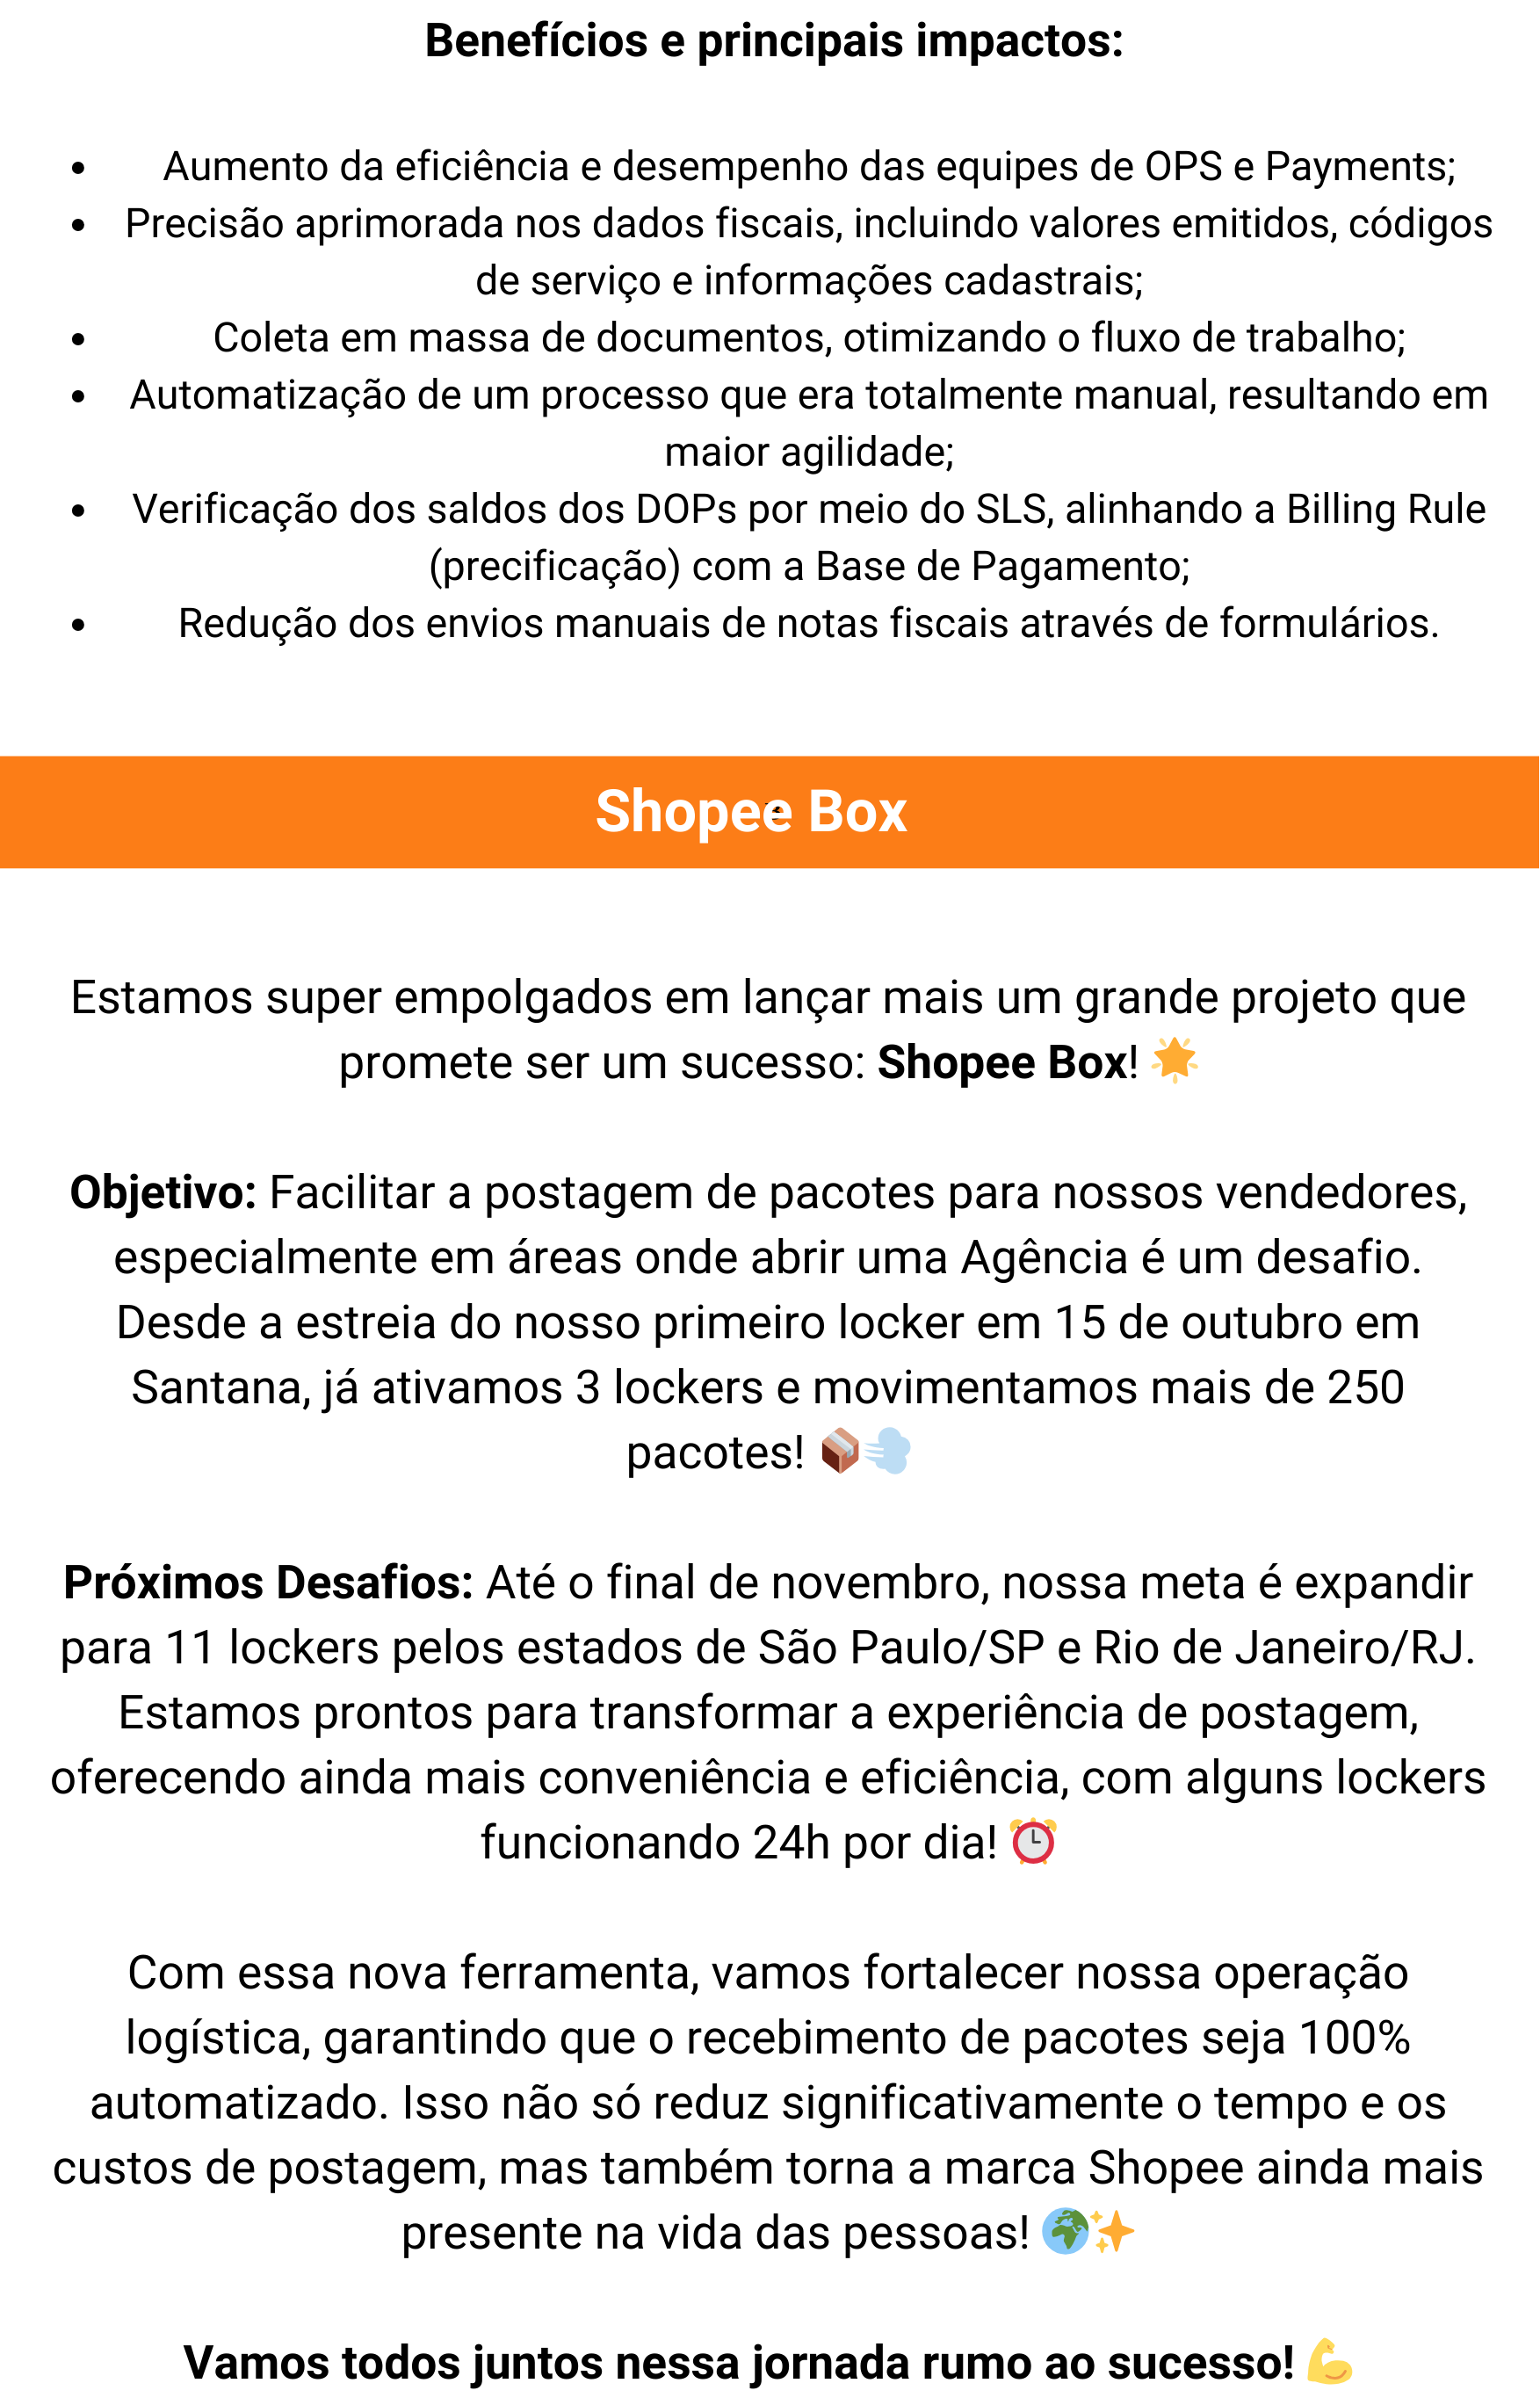 Benefícios e principais impactos:
• Aumento da eficiência e desempenho das equipes de OPS e Payments;
• Precisão aprimorada nos dados fiscais, incluindo valores emitidos, códigos
de serviço e informações cadastrais;
• Coleta em massa de documentos, otimizando o fluxo de trabalho;
• Automatização de um processo que era totalmente manual, resultando em
maior agilidade;
• Verificação dos saldos dos DOPs por meio do SLS, alinhando a Billing Rule
(precificação) com a Base de Pagamento;
• Redução dos envios manuais de notas fiscais através de formulários.
Shopee Box
Estamos super empolgados em lançar mais um grande projeto que
promete ser um sucesso: Shopee Box! 🌟
Objetivo: Facilitar a postagem de pacotes para nossos vendedores,
especialmente em áreas onde abrir uma Agência é um desafio.
Desde a estreia do nosso primeiro locker em 15 de outubro em
Santana, já ativamos 3 lockers e movimentamos mais de 250
pacotes! 📦💨
Próximos Desafios: Até o final de novembro, nossa meta é expandir
para 11 lockers pelos estados de São Paulo/SP e Rio de Janeiro/RJ.
Estamos prontos para transformar a experiência de postagem,
oferecendo ainda mais conveniência e eficiência, com alguns lockers
funcionando 24h por dia! ⏰
Com essa nova ferramenta, vamos fortalecer nossa operação
logística, garantindo que o recebimento de pacotes seja 100%
automatizado. Isso não só reduz significativamente o tempo e os
custos de postagem, mas também torna a marca Shopee ainda mais
presente na vida das pessoas! 🌍✨
Vamos todos juntos nessa jornada rumo ao sucesso! 💪